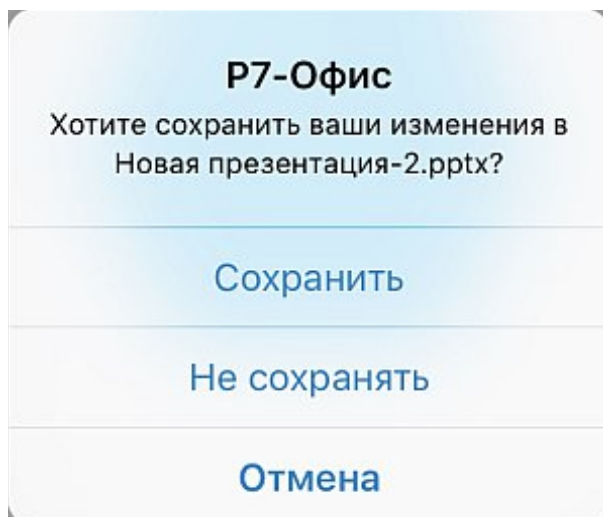 Р7-Офис
Хотите сохранить ваши изменения в
Новая презентация-2.pptx?
Сохранить
Не сохранять
Отмена